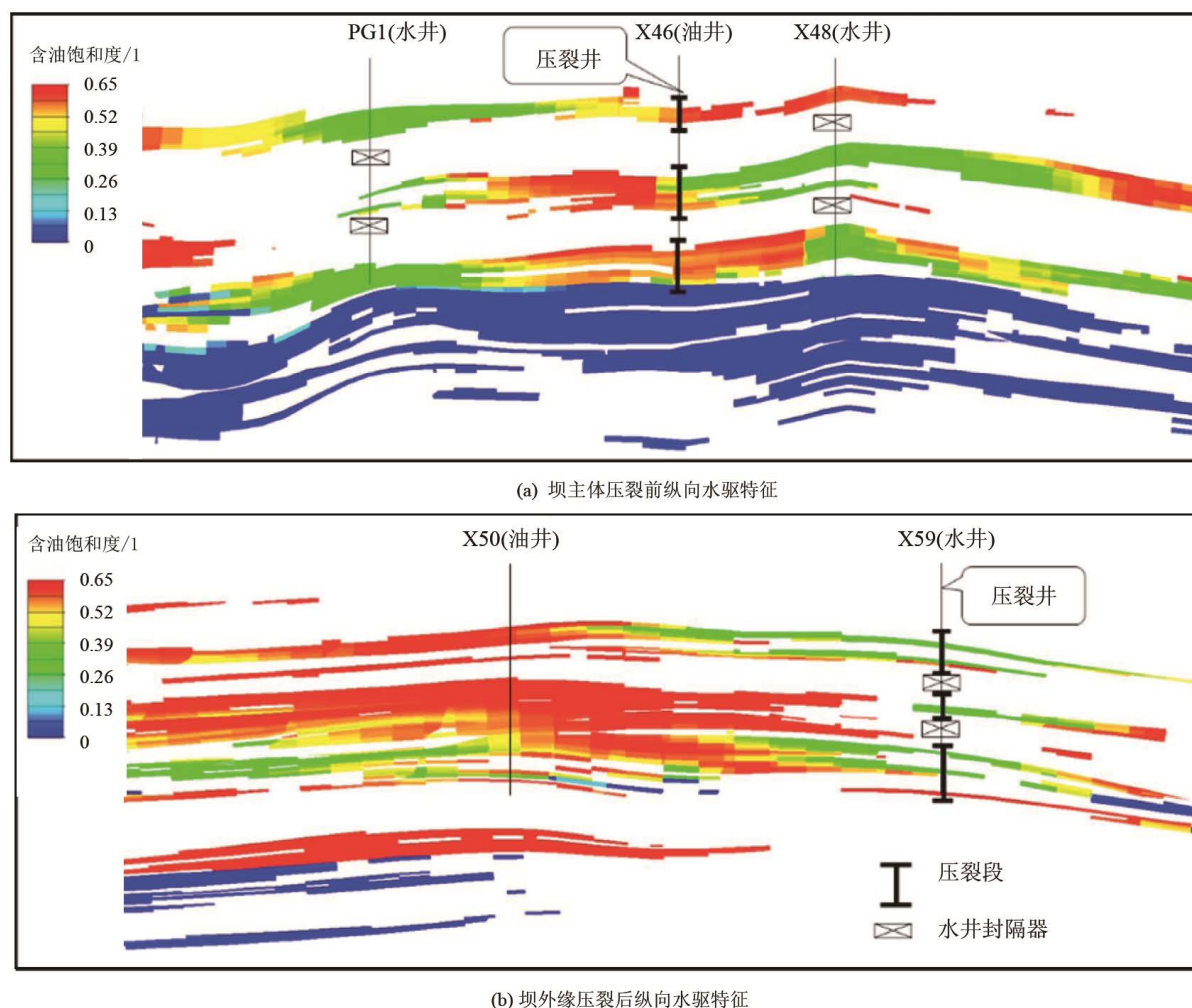 PG1(水井)
X46(油井)
X48(水井)
含油饱和度/1
压裂井
0.65
0.52
0.39
0.26
0.13
0
(a) 坝主体压裂前纵向水驱特征
X50(油井)
X59(水井)
含油饱和度/1
压裂井
0.65
0.52
0.39
0.26
0.13
0
压裂段
水井封隔器
(b) 坝外缘压裂后纵向水驱特征